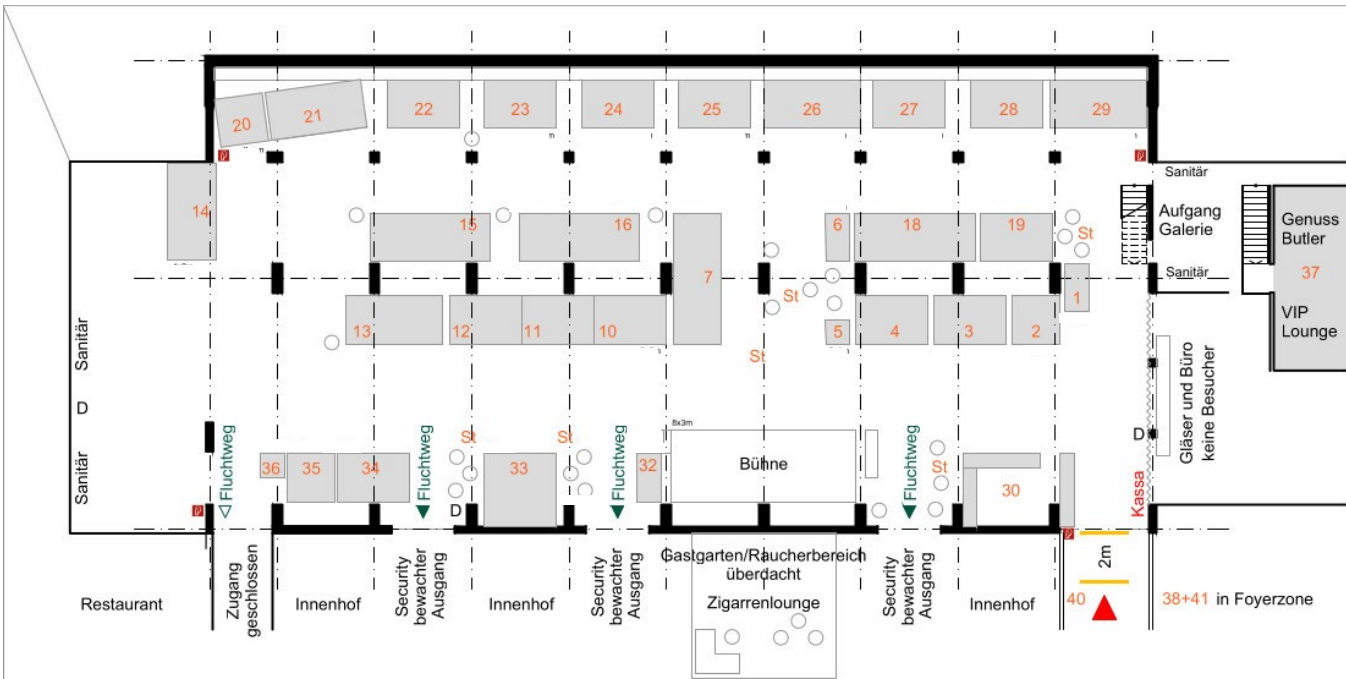 20
21
22
23
24
25
26
27
28
29
14
15
16
7
6
18
19
St
1
St
13
12
11
10
5
4
3
2
St
Sanitär
Aufgang
Galerie
Sanitär
Genuss
Butler
37
VIP
Lounge
Sanitär
D
Sanitär
Fluchtweg
36
35
34
Fluchtweg
St
D
33
St
Fluchtweg
32
8x3m
Bühne
Fluchtweg
St
30
Kassa
D
Gläser und Büro
keine Besucher
Restaurant
Zugang
geschlossen
Innenhof
Security
bewachter
Ausgang
Innenhof
Security
bewachter
Ausgang
Gastgarten/Raucherbereich
überdacht
Zigarrenlounge
Security
bewachter
Ausgang
Innenhof
40
2m
38+41 in Foyerzone